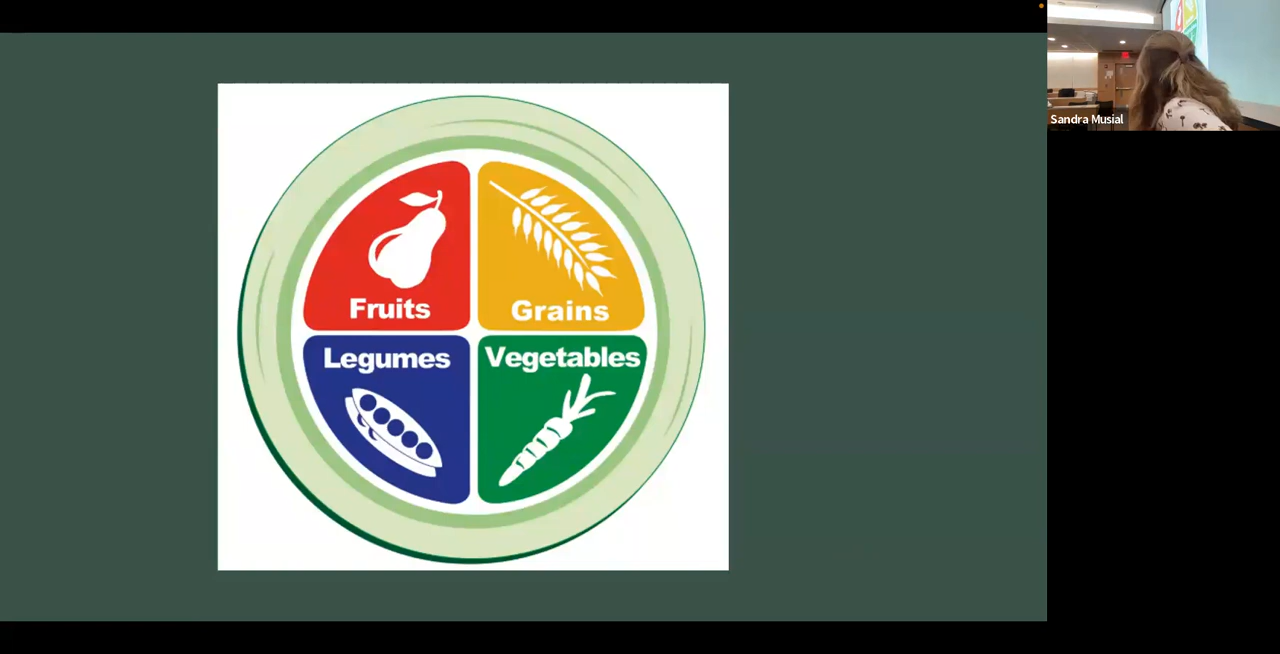 Fruits
Grains
Legumes
Vegetables
Sandra Musial